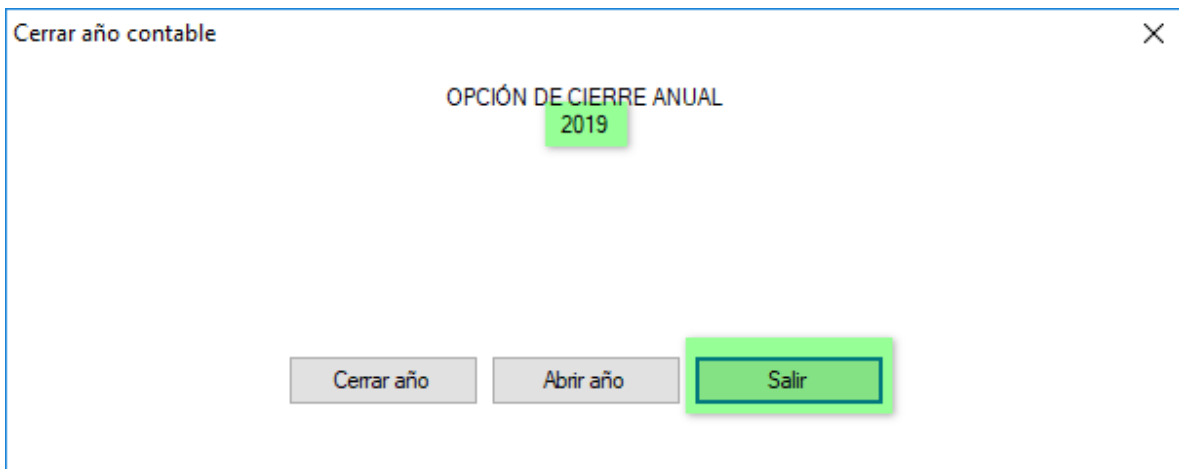 Cerrar año contable
OPCIÓN DE CIERRE ANUAL
2019
Cerrar año
Abrir año
Salir